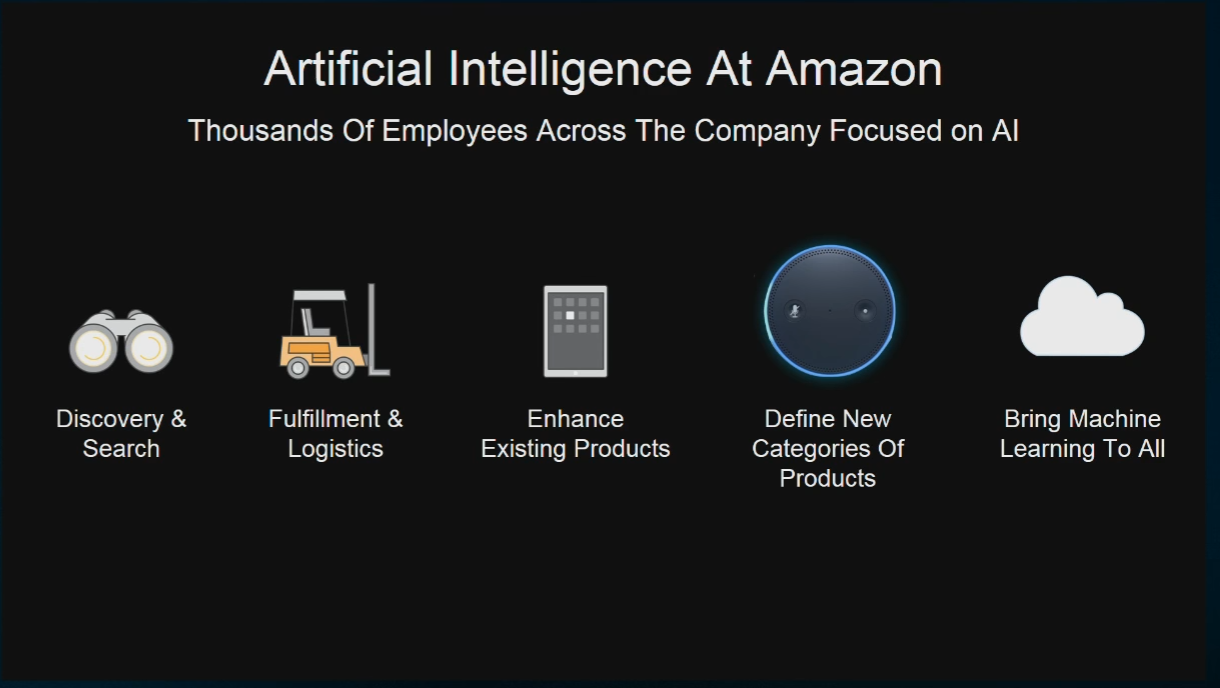 Artificial Intelligence At Amazon
Thousands Of Employees Across The Company Focused on AI
Discovery &
Search
Fulfillment &
Logistics
Enhance
Existing Products
Define New
Categories Of
Products
Bring Machine
Learning To All